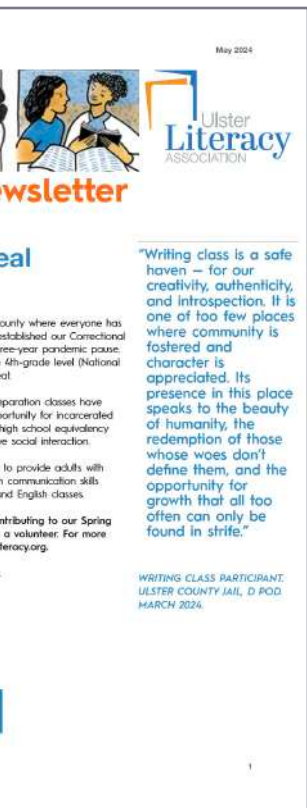 May 2024
Ulster
Literacy
ASSOCIATION
wsletter
eal
ounty where everyone has
established our Correctional
ree-year pandemic pause.
4th-grade level (National
eparation classes have
portunity for incarcerated
high school equivalency
ve social interaction.
to provide adults with
communication skills
nd English classes.
ntributing to our Spring
a volunteer. For more
iteracy.org.
"Writing class is a safe
haven – for our
creativity, authenticity,
and introspection. It is
one of too few places
where community is
fostered and
character is
appreciated. Its
presence in this place
speaks to the beauty
of humanity, the
redemption of those
whose woes don't
define them, and the
opportunity for
growth that all too
often can only be
found in strife."
WRITING CLASS PARTICIPANT.
ULSTER COUNTY JAIL, D POD.
MARCH 2024.
1